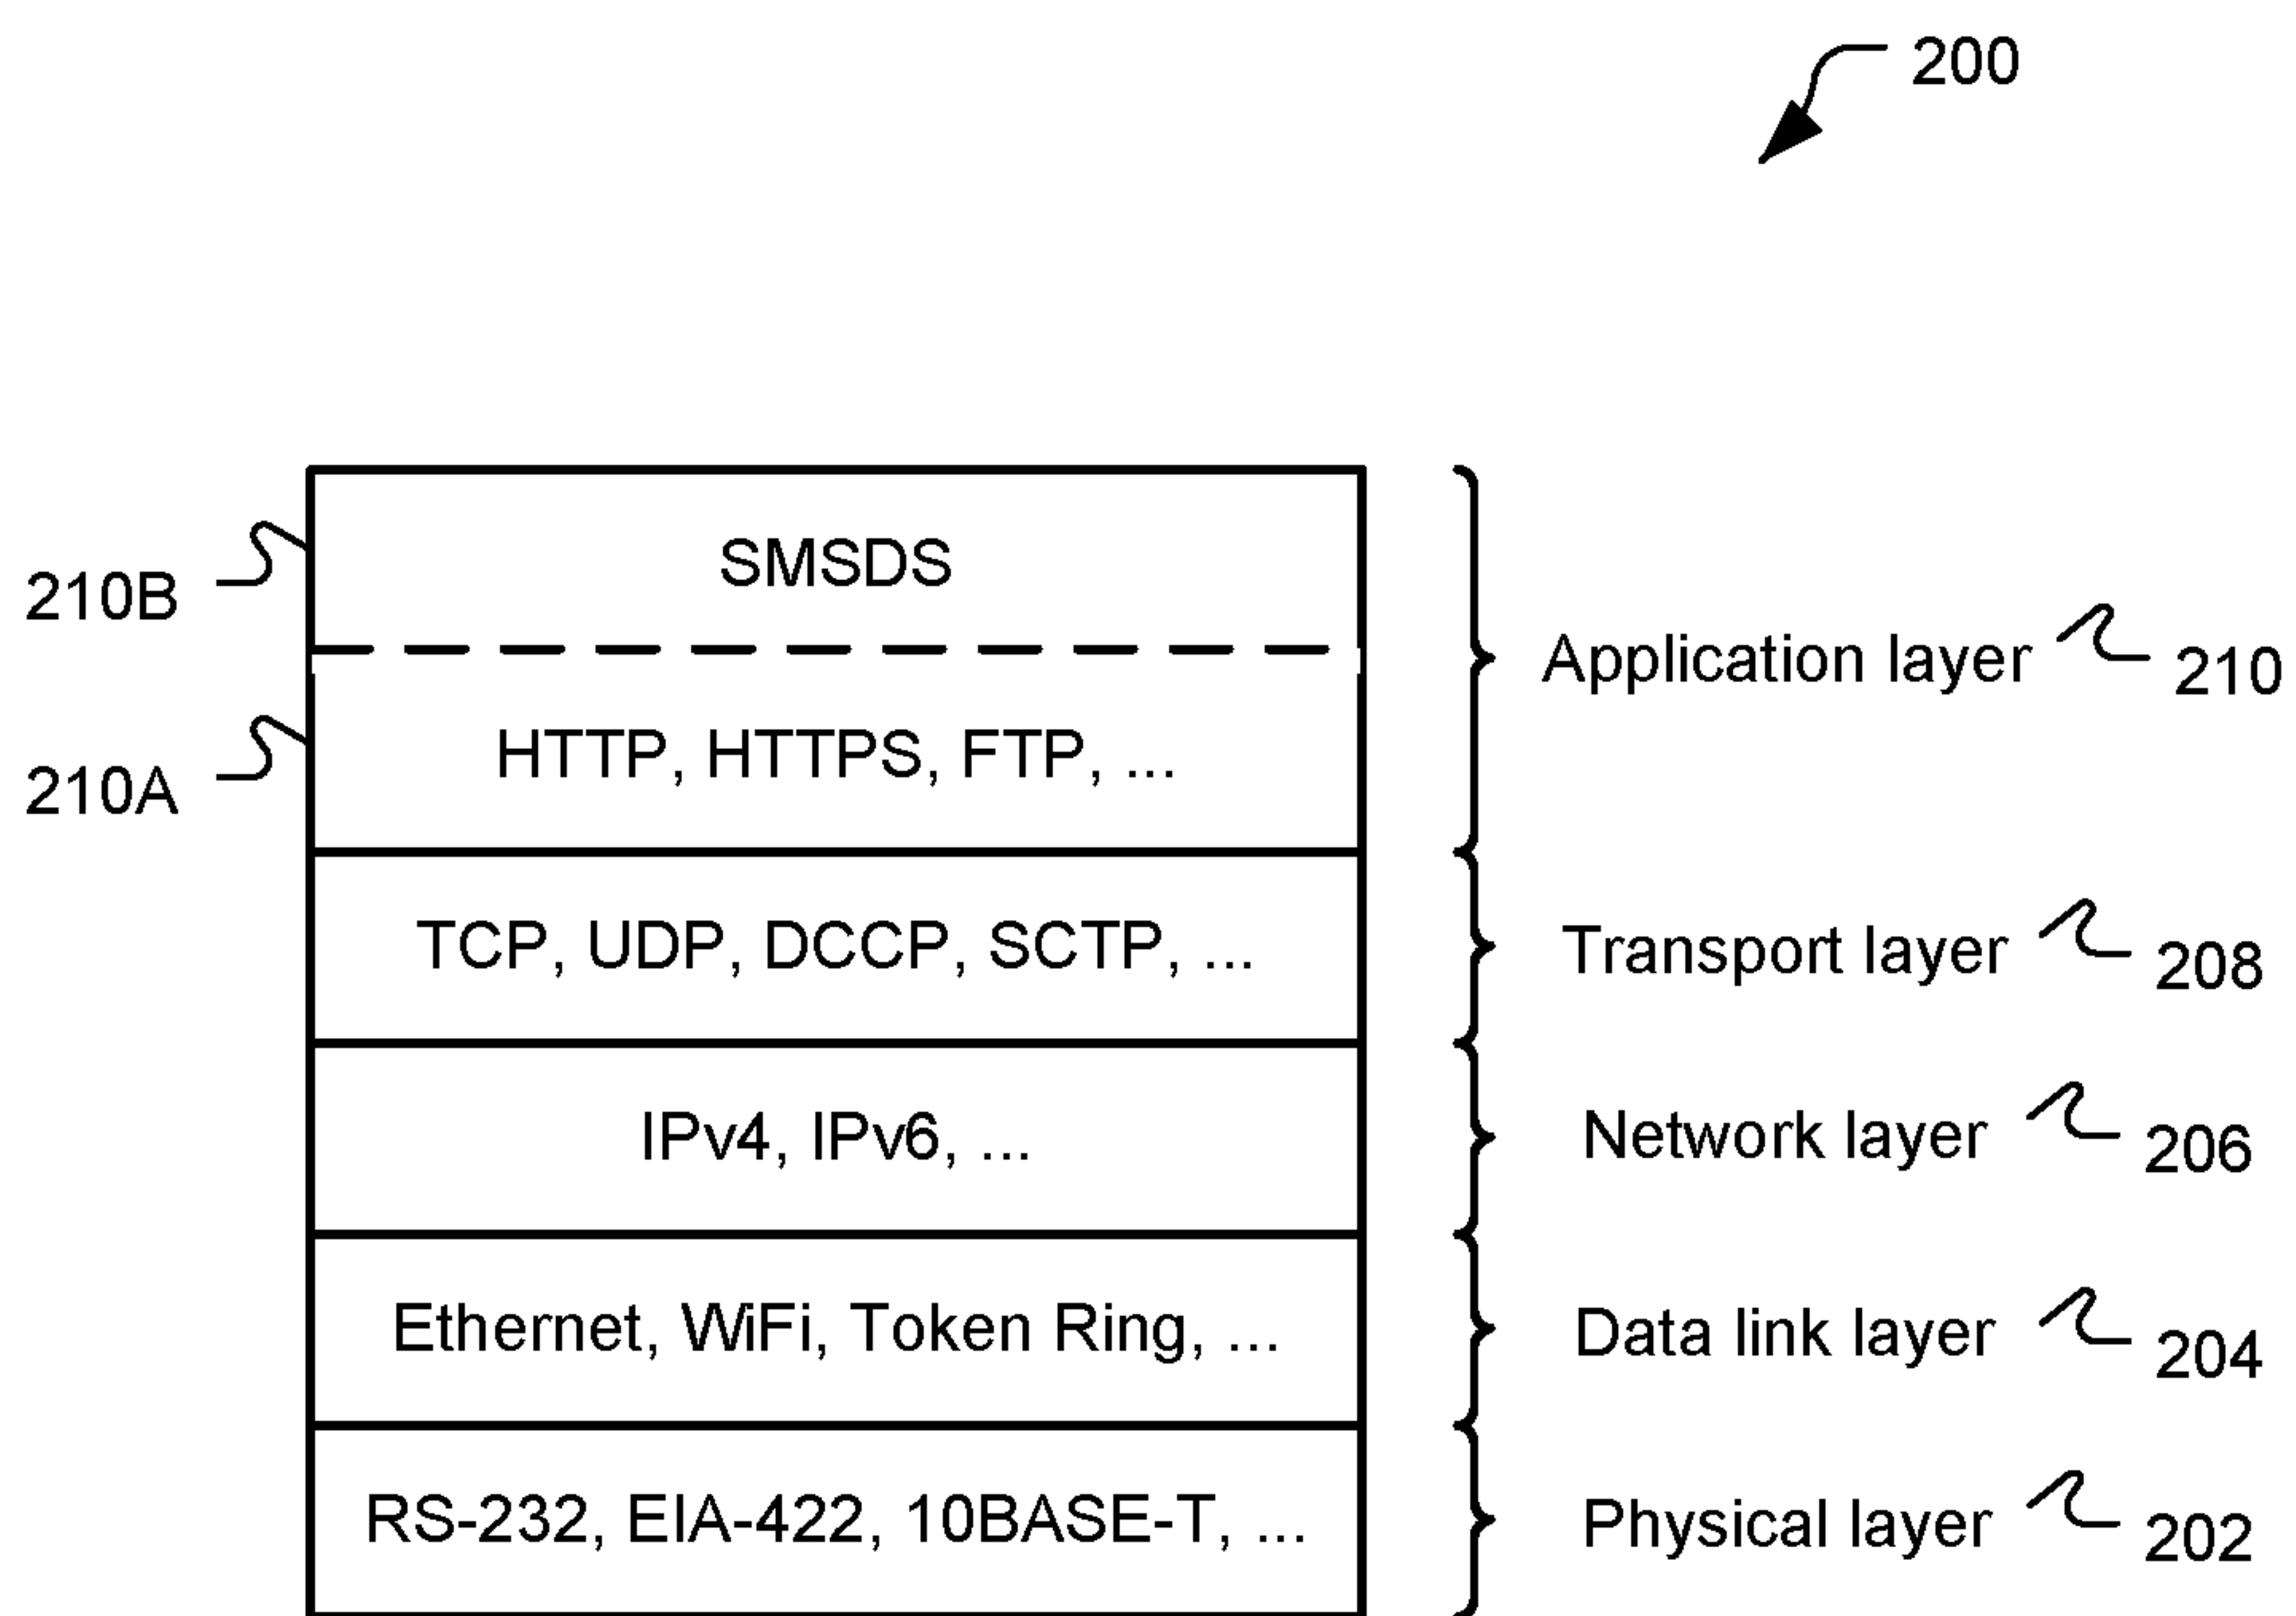 200
SMSDS
210B
Application layer 210
HTTP, HTTPS, FTP, ...
210A
TCP, UDP, DCCP, SCTP, ...
Transport layer 208
IPv4, IPv6, ...
Network layer 206
Ethernet, WiFi, Token Ring, ...
Data link layer 204
RS-232, EIA-422, 10BASE-T, ...
Physical layer 202